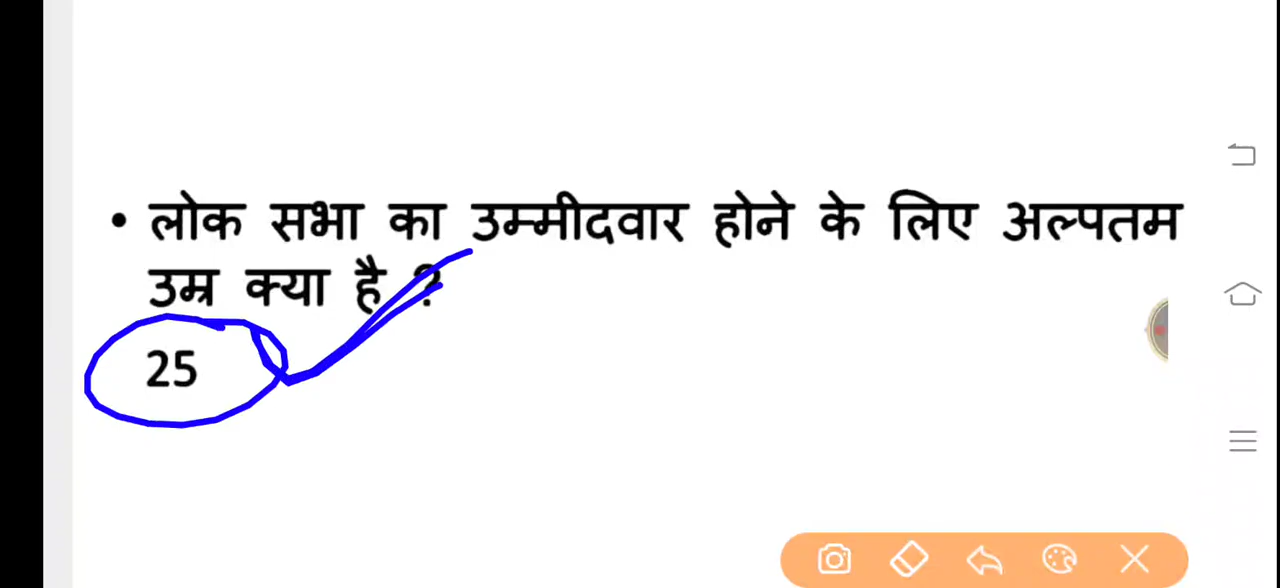 • लोक सभा का उम्मीदवार होने के लिए अल्पतम
उम्र क्या है ?
25